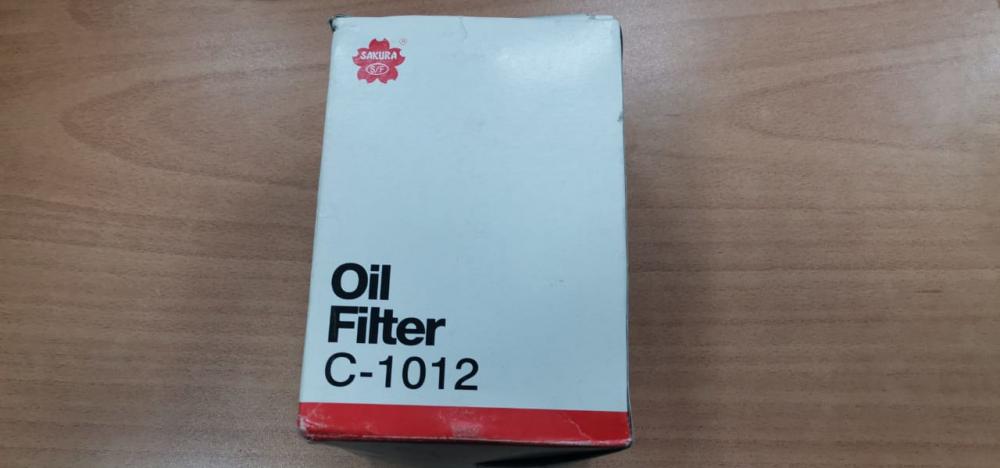 SAKURA
®
S/F
Oil
Filter
C-1012